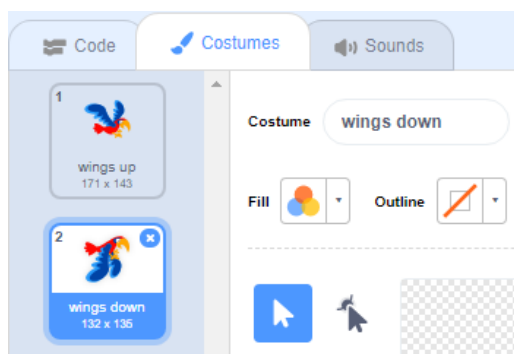 Code Costumes Sounds
1
wings up
171 x 143
2
wings down
132 x 135
Costume wings down
Fill Outline